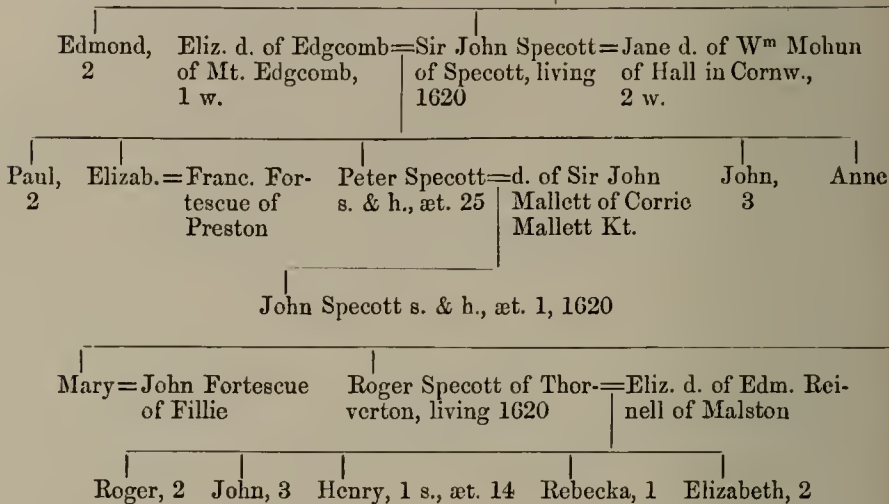 Edmond, Eliz. d. of Edgcomb=Sir John Specott=Jane d. of Wᵐ Mohun
2 of Mt. Edgcomb, of Specott, living of Hall in Cornw.,
1 w. 1620 2 w.
Paul, Elizab.=Franc. For- Peter Specott=d. of Sir John John, Anne
2 tescue of s. & h., æt. 25 Mallett of Corrie 3
Preston Mallett Kt.
John Specott s. & h., æt. 1, 1620
Mary=John Fortescue Roger Specott of Thor-=Eliz. d. of Edm. Rei-
of Fillie verton, living 1620 nell of Malston
Roger, 2 John, 3 Henry, 1 s., æt. 14 Rebecka, 1 Elizabeth, 2